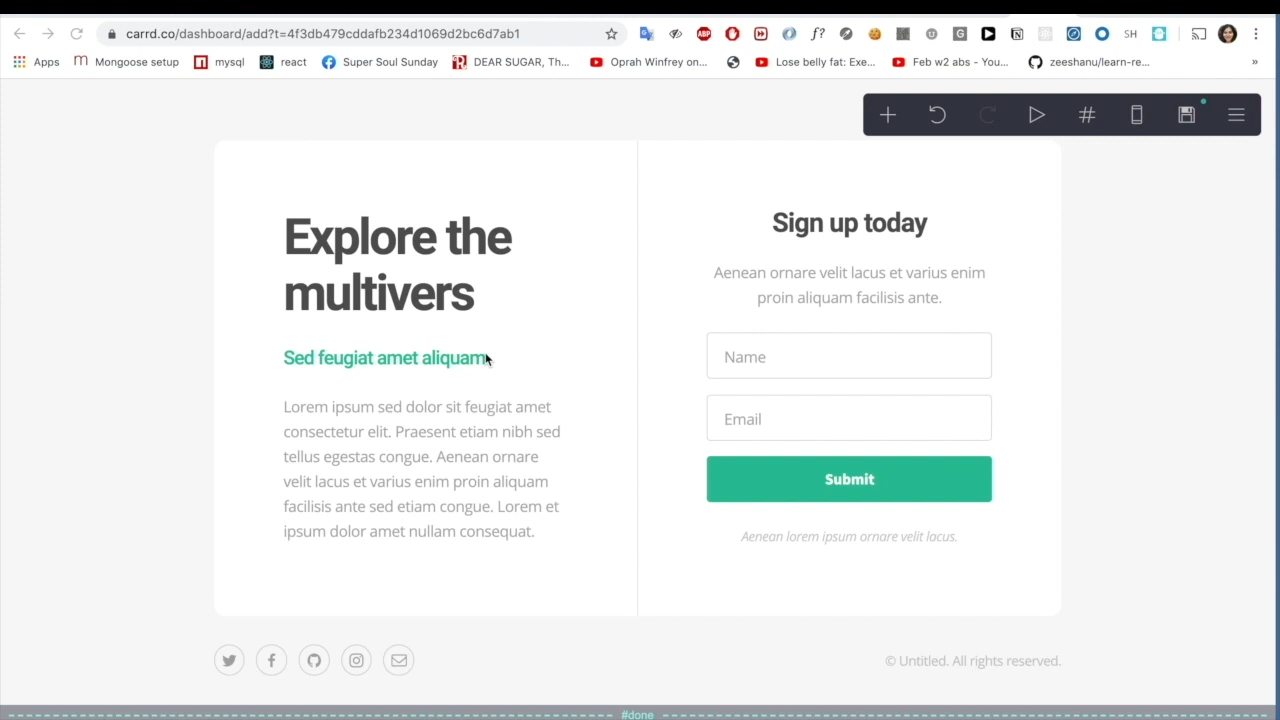 carrd.co/dashboard/add?t=4f3db479cddafb234d1069d2bc6d7ab1
ABP
f?
SH
Apps
Mongoose setup
mysql
react
Super Soul Sunday
DEAR SUGAR, Th...
Oprah Winfrey on...
Lose belly fat: Exe...
Feb w2 abs - You...
zeeshanu/learn-re...
»
Explore the
multivers
Sed feugiat amet aliquam
Lorem ipsum sed dolor sit feugiat amet
consectetur elit. Praesent etiam nibh sed
tellus egestas congue. Aenean ornare
velit lacus et varius enim proin aliquam
facilisis ante sed etiam congue. Lorem et
ipsum dolor amet nullam consequat.
Sign up today
Aenean ornare velit lacus et varius enim
proin aliquam facilisis ante.
Name
Email
Submit
Aenean lorem ipsum ornare velit lacus.
© Untitled. All rights reserved.
#done